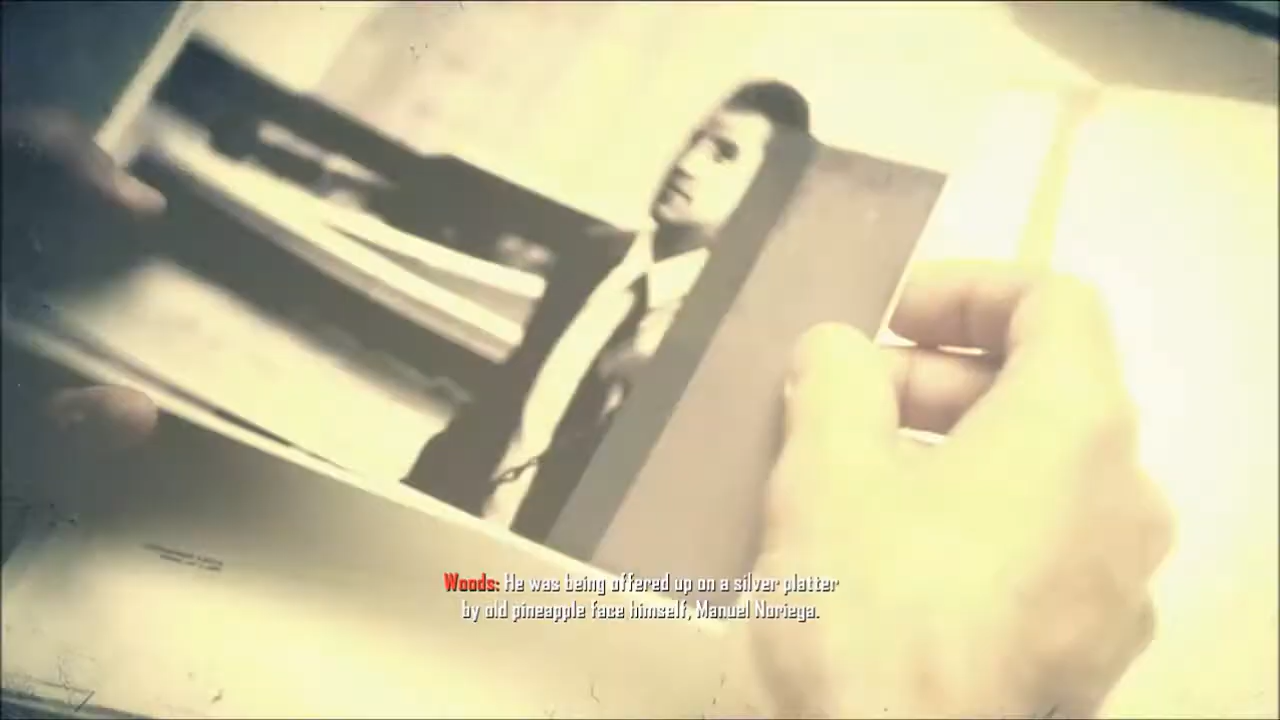 Woods: He was being offered up on a silver platter
by old pineapple face himself, Manuel Noriega.